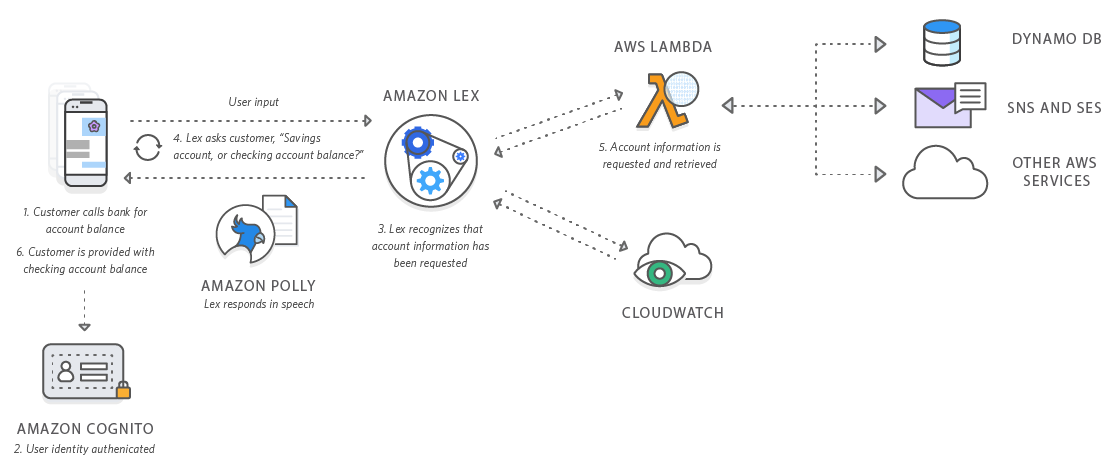 User input
4. Lex asks customer, “Savings
account, or checking account balance?”
1. Customer calls bank for
account balance
6. Customer is provided with
checking account balance
AMAZON POLLY
Lex responds in speech
AMAZON COGNITO
2. User identity authenicated
AMAZON LEX
3. Lex recognizes that
account information has
been requested
AWS LAMBDA
5. Account information is
requested and retrieved
CLOUDWATCH
DYNAMO DB
SNS AND SES
OTHER AWS
SERVICES